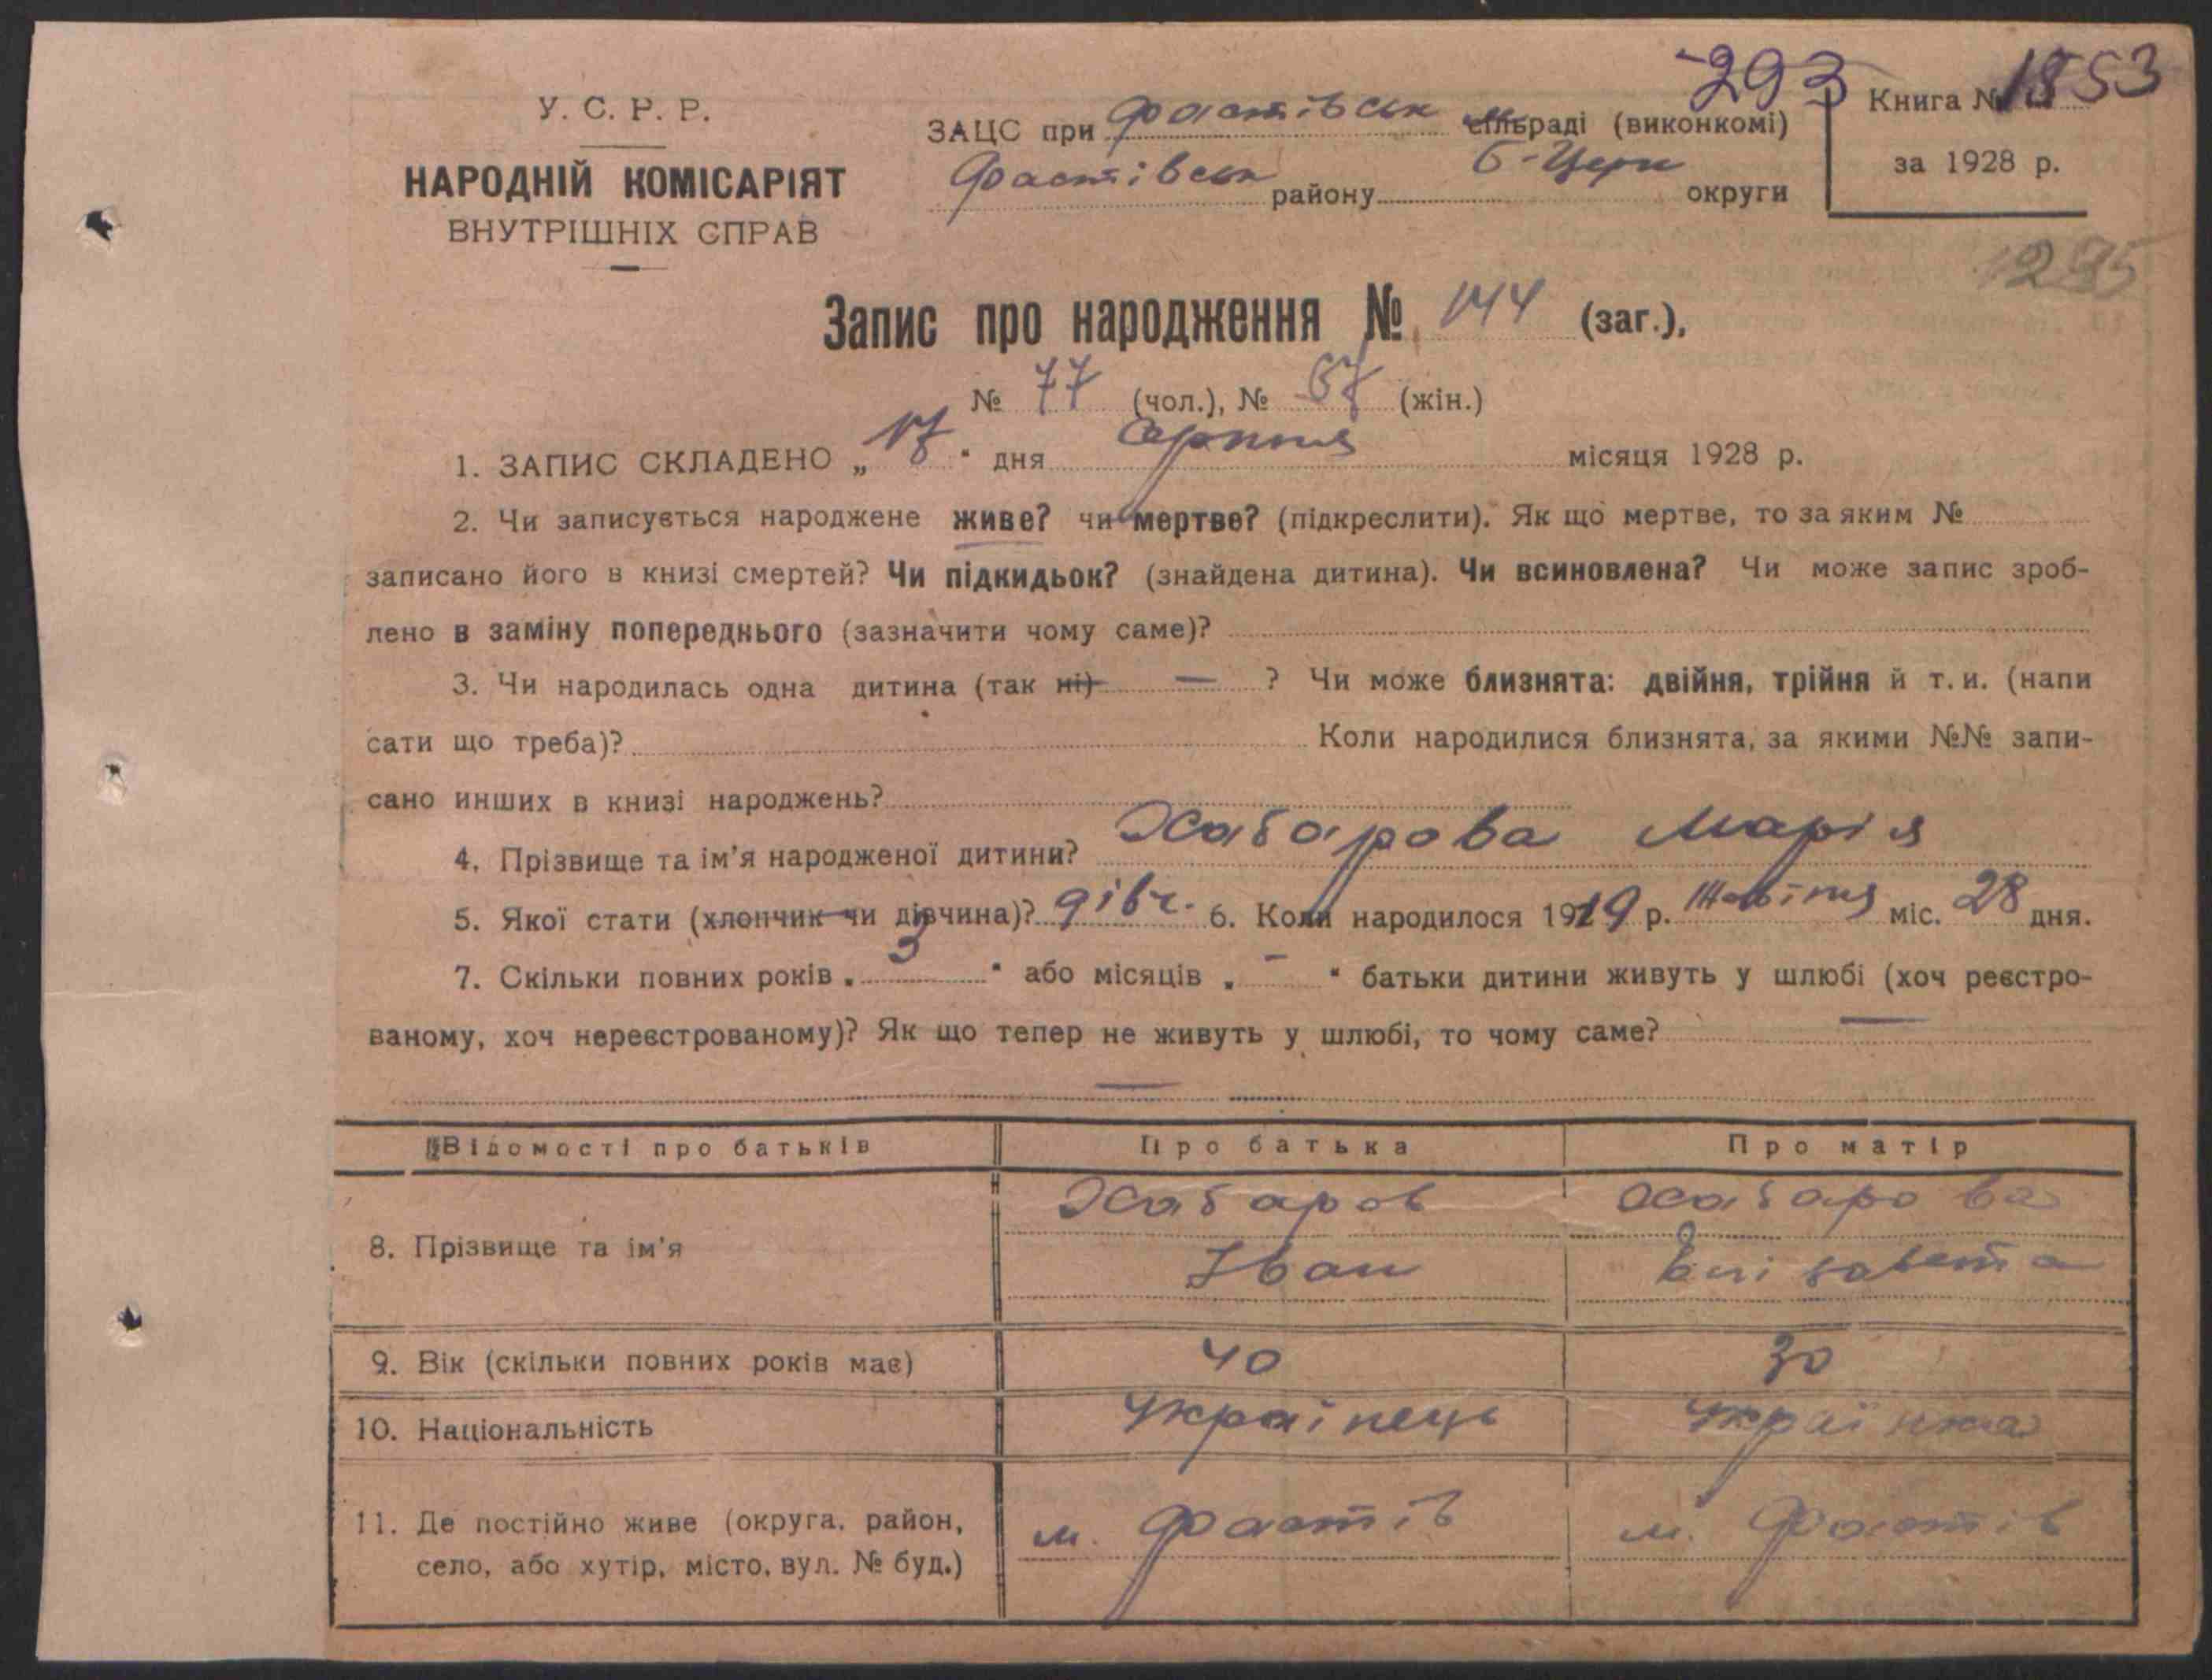 293
У. С. Р. Р.
НАРОДНІЙ КОМІСАРІЯТ
ВНУТРІШНІХ СПРАВ
ЗАЦС при Фастівськ сільраді (виконкомі)
Фастівськ району Б-Церк округи
Книга № 1853
за 1928 р.
1295
Запис про народження № 144 (заг.),
№ 77 (чол.), № 67 (жін.)
1. ЗАПИС СКЛАДЕНО „17" дня серпня місяця 1928 р.
2. Чи записується народжене живе? чи мертве? (підкреслити). Як що мертве, то за яким №
записано його в книзі смертей? Чи підкидьок? (знайдена дитина). Чи всиновлена? Чи може запис зроб-
лено в заміну попереднього (зазначити чому саме)?
3. Чи народилась одна дитина (так ні) — ? Чи може близнята: двійня, трійня й т. и. (напи
сати що треба)? Коли народилися близнята, за якими №№ запи-
сано инших в книзі народжень?
4. Прізвище та ім'я народженої дитини? Хабарова Марія
5. Якої стати (хлопчик чи дівчина)? дівч. 6. Коли народилось 1919 р. Жовтня міс. 28 дня.
7. Скільки повних років „ 3 " або місяців „ - " батьки дитини живуть у шлюбі (хоч реєстро-
ваному, хоч нереєстрованому)? Як що тепер не живуть у шлюбі, то чому саме? —
—
Відомості про батьків Про батька Про матір
8. Прізвище та ім'я Хабаров Іван Хабарова Єлізавета
9. Вік (скільки повних років має) 40 30
10. Національність Українець Українка
11. Де постійно живе (округа, район,
село, або хутір, місто, вул. № буд.) м. Фастів м. Фастів